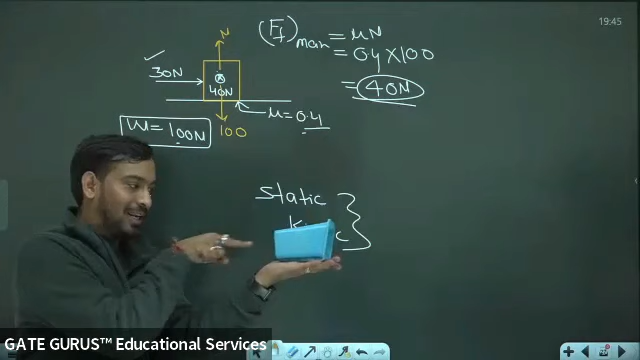 19:45
N
(Ff)max = μN
= 0.4 × 100
= 40N
30N
40N
μ = 0.4
W = 100N
100
Static
GATE GURUS™ Educational Services